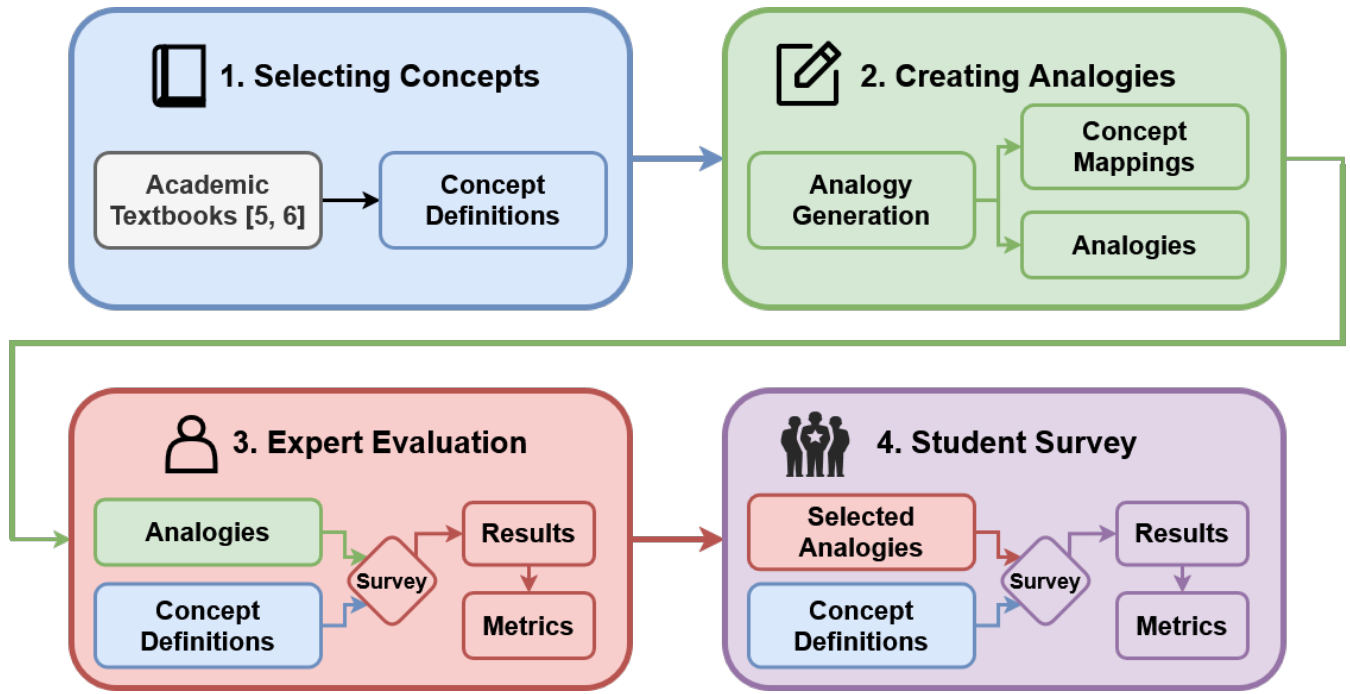 1. Selecting Concepts
Academic
Textbooks [5, 6]
Concept
Definitions
2. Creating Analogies
Analogy
Generation
Concept
Mappings
Analogies
3. Expert Evaluation
Analogies
Concept
Definitions
Survey
Results
Metrics
4. Student Survey
Selected
Analogies
Concept
Definitions
Survey
Results
Metrics